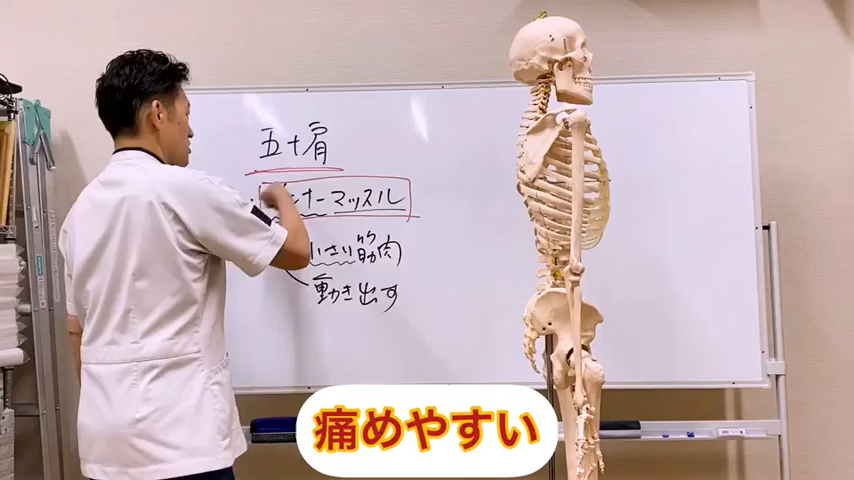 五十肩
ナーマッスル
いさい筋肉
動き出す
痛めやすい